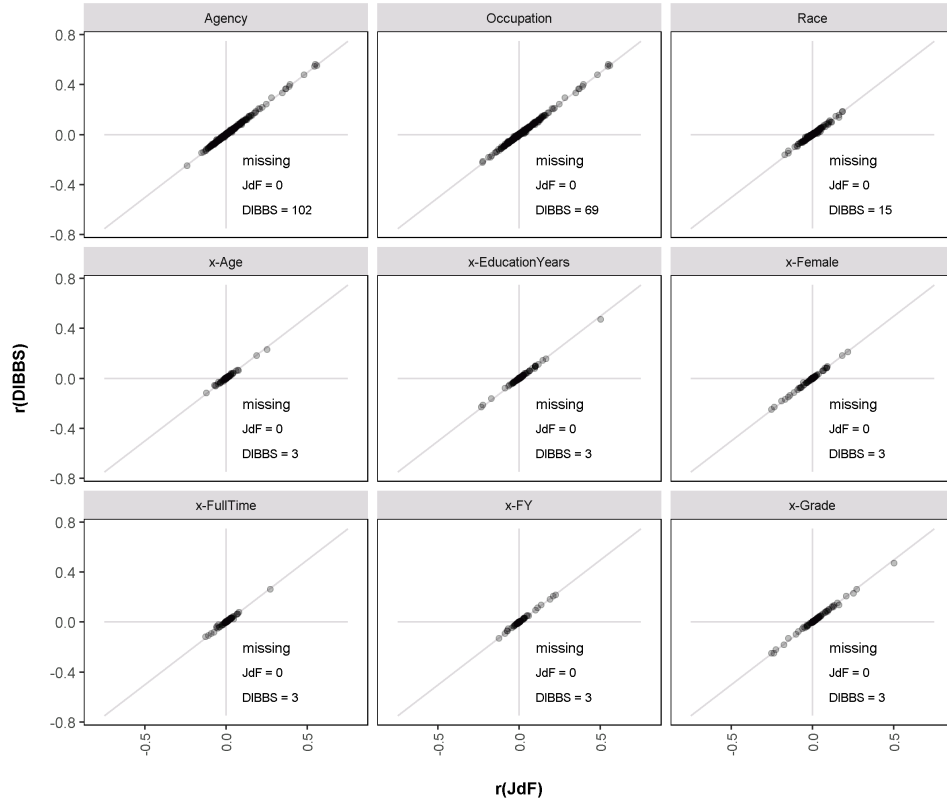 Agency
Occupation
Race
0.8
0.4
0.0
-0.4
-0.8
missing
JdF = 0
DIBBS = 102
missing
JdF = 0
DIBBS = 69
missing
JdF = 0
DIBBS = 15
x-Age
x-EducationYears
x-Female
0.8
0.4
0.0
-0.4
-0.8
missing
JdF = 0
DIBBS = 3
missing
JdF = 0
DIBBS = 3
missing
JdF = 0
DIBBS = 3
x-FullTime
x-FY
x-Grade
0.8
0.4
0.0
-0.4
-0.8
missing
JdF = 0
DIBBS = 3
missing
JdF = 0
DIBBS = 3
missing
JdF = 0
DIBBS = 3
-0.5
0.0
0.5
-0.5
0.0
0.5
-0.5
0.0
0.5
r(DIBBS)
r(JdF)